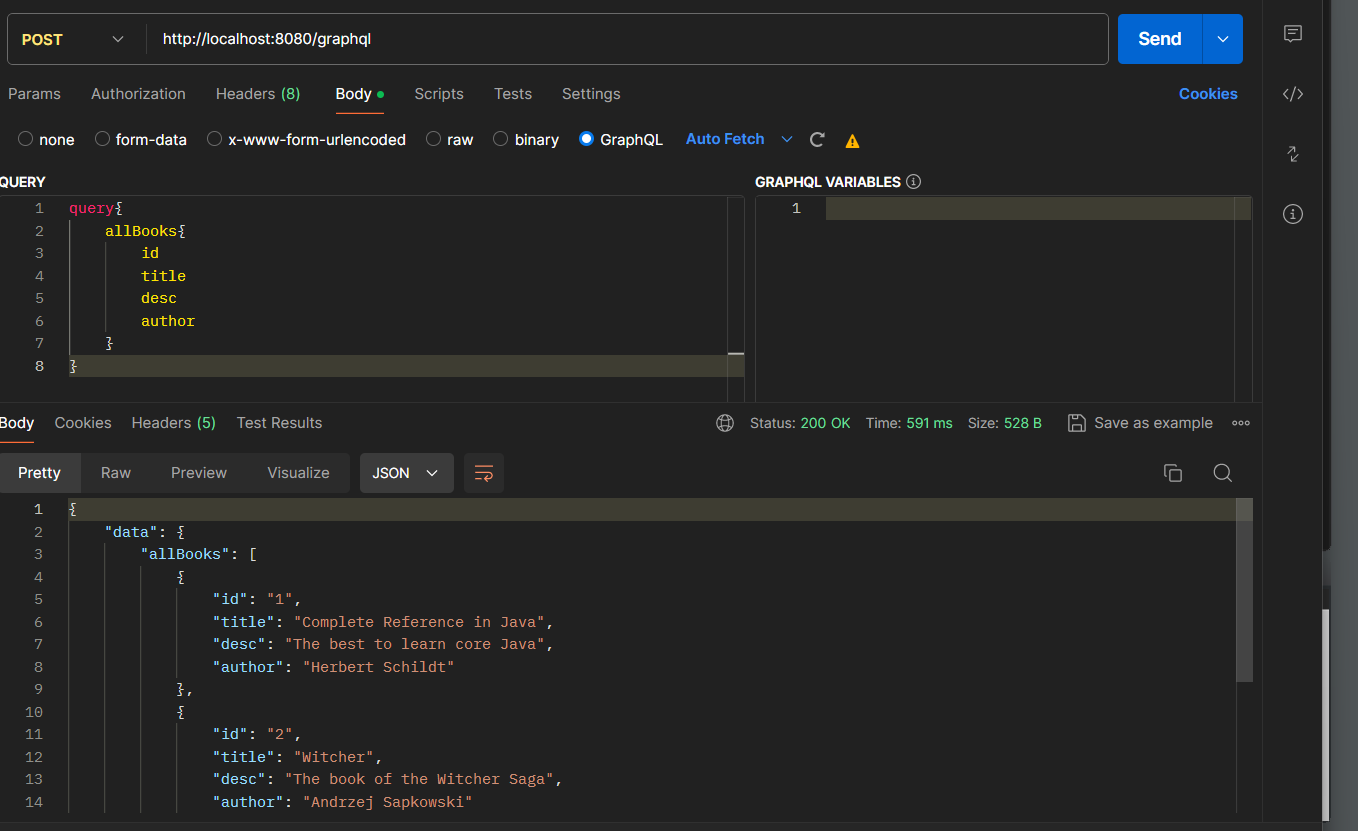 POST http://localhost:8080/graphql Send
Params Authorization Headers (8) Body Scripts Tests Settings Cookies
none form-data x-www-form-urlencoded raw binary GraphQL Auto Fetch
QUERY GRAPHQL VARIABLES
1 query{ 1
2 allBooks{
3 id
4 title
5 desc
6 author
7 }
8 }
Body Cookies Headers (5) Test Results Status: 200 OK Time: 591 ms Size: 528 B Save as example
Pretty Raw Preview Visualize JSON
1 {
2 "data": {
3 "allBooks": [
4 {
5 "id": "1",
6 "title": "Complete Reference in Java",
7 "desc": "The best to learn core Java",
8 "author": "Herbert Schildt"
9 },
10 {
11 "id": "2",
12 "title": "Witcher",
13 "desc": "The book of the Witcher Saga",
14 "author": "Andrzej Sapkowski"